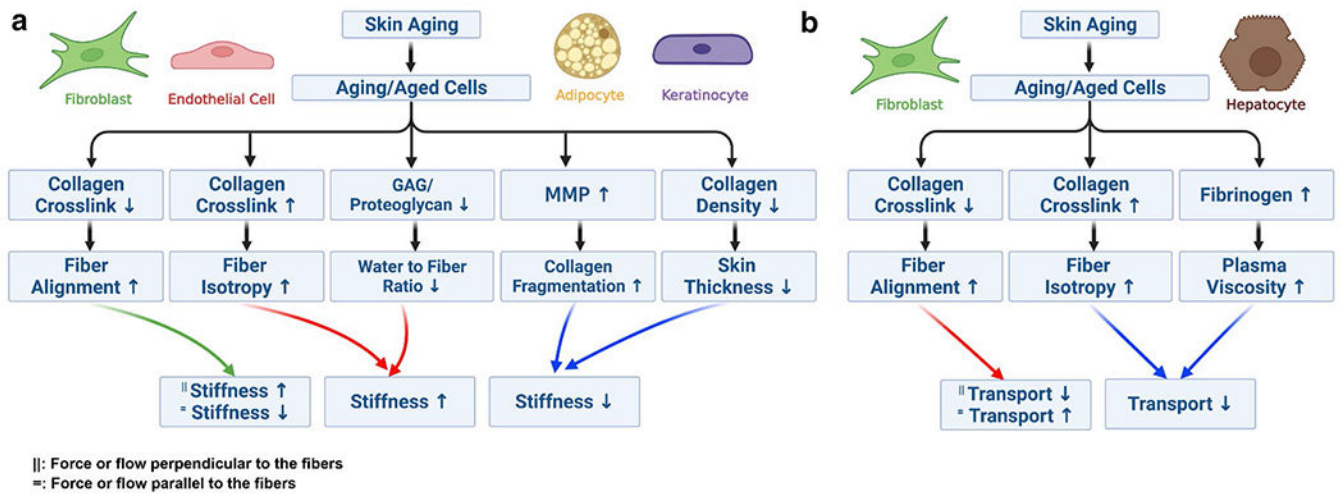 a
Skin Aging
Fibroblast
Endothelial Cell
Aging/Aged Cells
Adipocyte
Keratinocyte
Collagen
Crosslink ↓
Collagen
Crosslink ↑
GAG/
Proteoglycan ↓
MMP ↑
Collagen
Density ↓
Fiber
Alignment ↑
Fiber
Isotropy ↑
Water to Fiber
Ratio ↓
Collagen
Fragmentation ↑
Skin
Thickness ↓
|| Stiffness ↑
= Stiffness ↓
Stiffness ↑
Stiffness ↓
||: Force or flow perpendicular to the fibers
=: Force or flow parallel to the fibers
b
Skin Aging
Fibroblast
Aging/Aged Cells
Hepatocyte
Collagen
Crosslink ↓
Collagen
Crosslink ↑
Fibrinogen ↑
Fiber
Alignment ↑
Fiber
Isotropy ↑
Plasma
Viscosity ↑
|| Transport ↓
= Transport ↑
Transport ↓